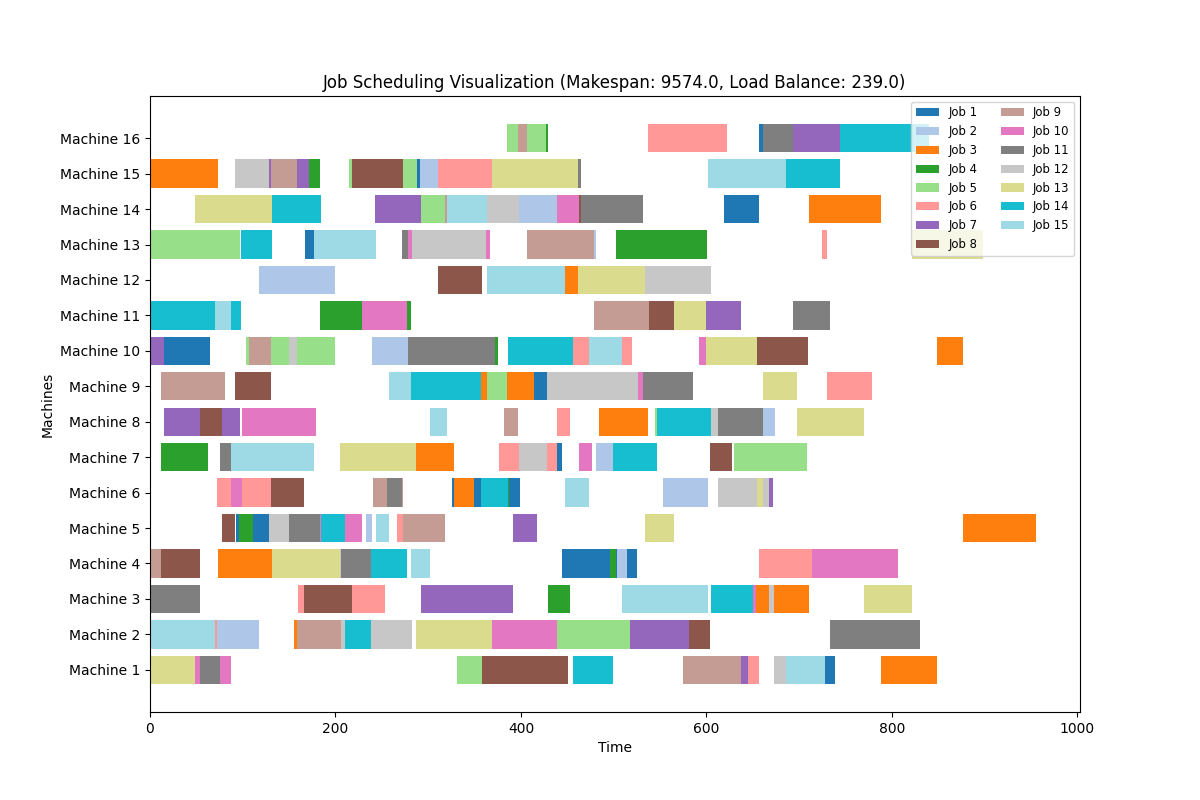 Job Scheduling Visualization (Makespan: 9574.0, Load Balance: 239.0)
Machine 16
Machine 15
Machine 14
Machine 13
Machine 12
Machine 11
Machine 10
Machine 9
Machine 8
Machine 7
Machine 6
Machine 5
Machine 4
Machine 3
Machine 2
Machine 1
Machines
Job 1
Job 2
Job 3
Job 4
Job 5
Job 6
Job 7
Job 8
Job 9
Job 10
Job 11
Job 12
Job 13
Job 14
Job 15
0 200 400 600 800 1000
Time